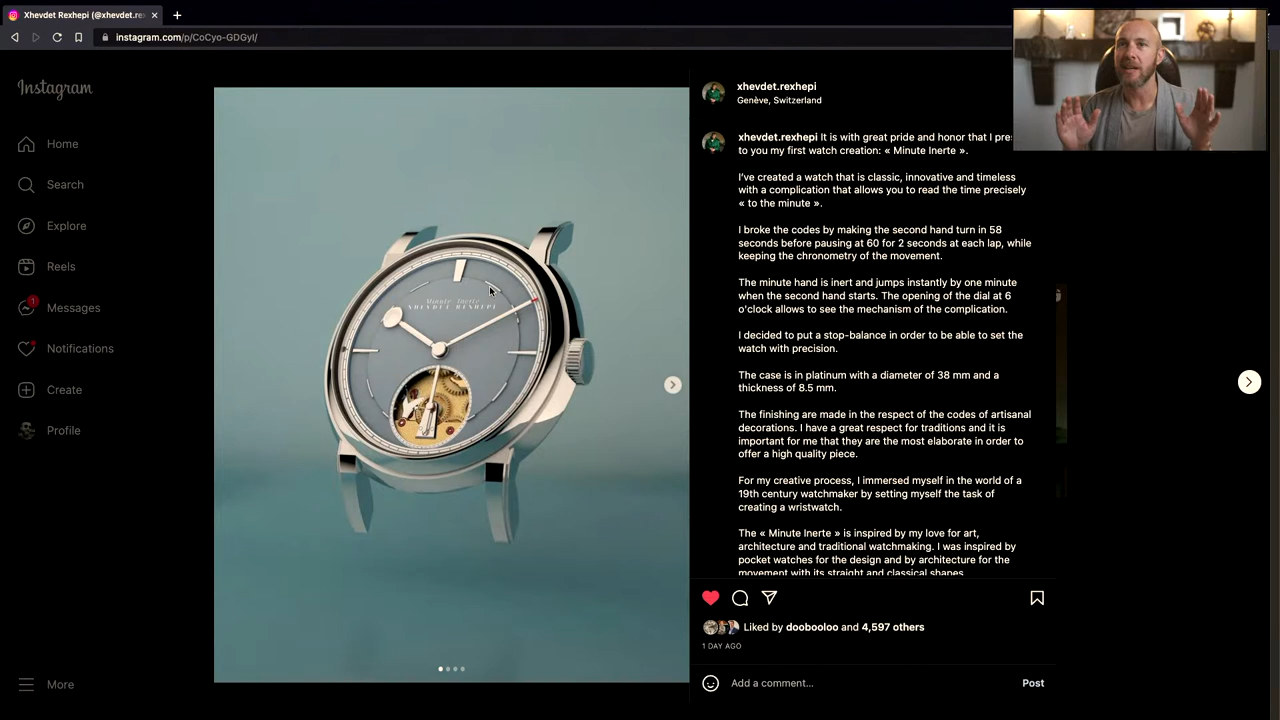 Xhevdet Rexhepi (@xhevdet.re
instagram.com/p/CoCyo-GDGyI/
Instagram
Home
Search
Explore
Reels
1
Messages
Notifications
Create
Profile
More
Minute Inerte
XHEVDET REXHEPI
xhevdet.rexhepi
Genève, Switzerland
xhevdet.rexhepi It is with great pride and honor that I pres
to you my first watch creation: « Minute Inerte ».
I've created a watch that is classic, innovative and timeless
with a complication that allows you to read the time precisely
« to the minute ».
I broke the codes by making the second hand turn in 58
seconds before pausing at 60 for 2 seconds at each lap, while
keeping the chronometry of the movement.
The minute hand is inert and jumps instantly by one minute
when the second hand starts. The opening of the dial at 6
o'clock allows to see the mechanism of the complication.
I decided to put a stop-balance in order to be able to set the
watch with precision.
The case is in platinum with a diameter of 38 mm and a
thickness of 8.5 mm.
The finishing are made in the respect of the codes of artisanal
decorations. I have a great respect for traditions and it is
important for me that they are the most elaborate in order to
offer a high quality piece.
For my creative process, I immersed myself in the world of a
19th century watchmaker by setting myself the task of
creating a wristwatch.
The « Minute Inerte » is inspired by my love for art,
architecture and traditional watchmaking. I was inspired by
pocket watches for the design and by architecture for the
movement with its straight and classical shapes.
Liked by doobooloo and 4,597 others
1 DAY AGO
Add a comment...
Post